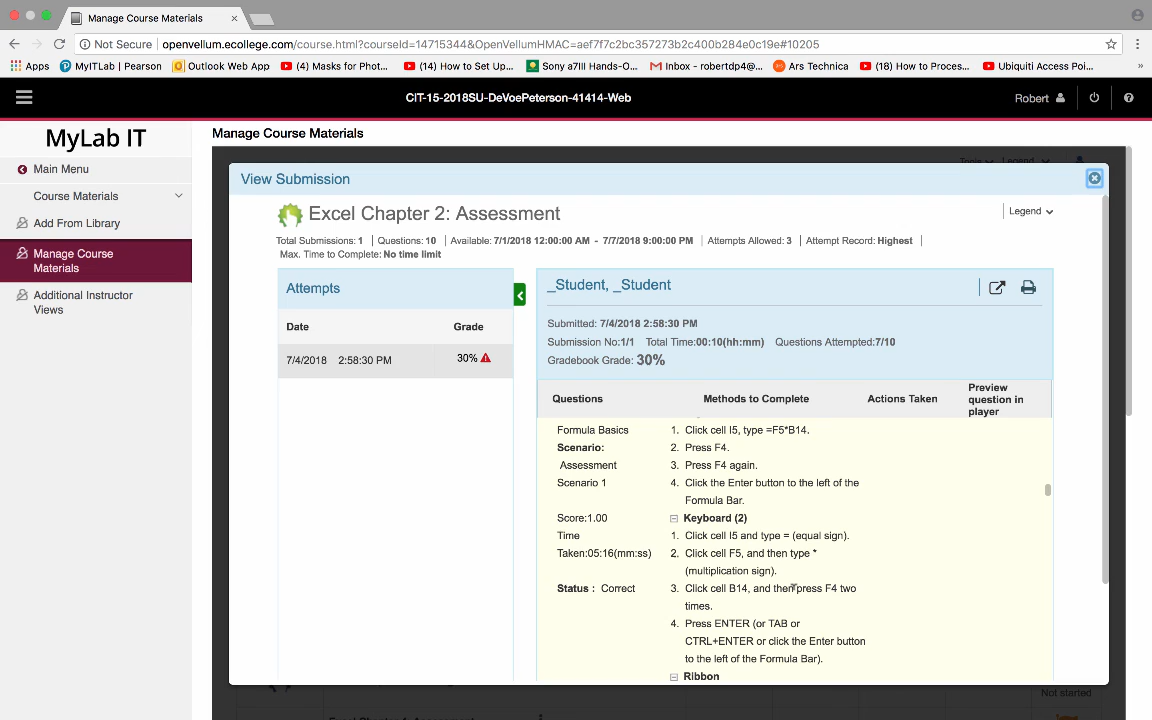 Manage Course Materials
Not Secure | openvellum.ecollege.com/course.html?courseId=14715344&OpenVellumHMAC=aef7f7c2bc357273b2c400b284e0c19e#10205
Apps MyITLab | Pearson Outlook Web App (4) Masks for Phot... (14) How to Set Up... Sony a7III Hands-O... Inbox - robertdp4@... Ars Technica (18) How to Proces... Ubiquiti Access Poi... »
CIT-15-2018SU-DeVoePeterson-41414-Web
Robert
MyLab IT
Main Menu
Course Materials
Add From Library
Manage Course
Materials
Additional Instructor
Views
Manage Course Materials
Tools Legend
View Submission
Excel Chapter 2: Assessment
Legend
Total Submissions: 1 | Questions: 10 | Available: 7/1/2018 12:00:00 AM - 7/7/2018 9:00:00 PM | Attempts Allowed: 3 | Attempt Record: Highest |
Max. Time to Complete: No time limit
Attempts
Date Grade
7/4/2018 2:58:30 PM 30%
_Student, _Student
Submitted: 7/4/2018 2:58:30 PM
Submission No:1/1 Total Time:00:10(hh:mm) Questions Attempted:7/10
Gradebook Grade: 30%
Questions Methods to Complete Actions Taken Preview question in player
Formula Basics
Scenario:
Assessment
Scenario 1
Score:1.00
Time
Taken:05:16(mm:ss)
Status : Correct
1. Click cell I5, type =F5*B14.
2. Press F4.
3. Press F4 again.
4. Click the Enter button to the left of the
Formula Bar.
Keyboard (2)
1. Click cell I5 and type = (equal sign).
2. Click cell F5, and then type *
(multiplication sign).
3. Click cell B14, and then press F4 two
times.
4. Press ENTER (or TAB or
CTRL+ENTER or click the Enter button
to the left of the Formula Bar).
Ribbon
Not started